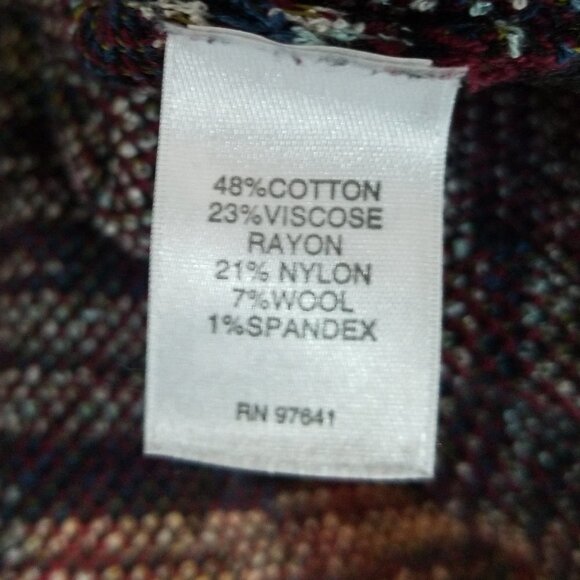 48%COTTON
23%VISCOSE
RAYON
21% NYLON
7%WOOL
1%SPANDEX
RN 97641